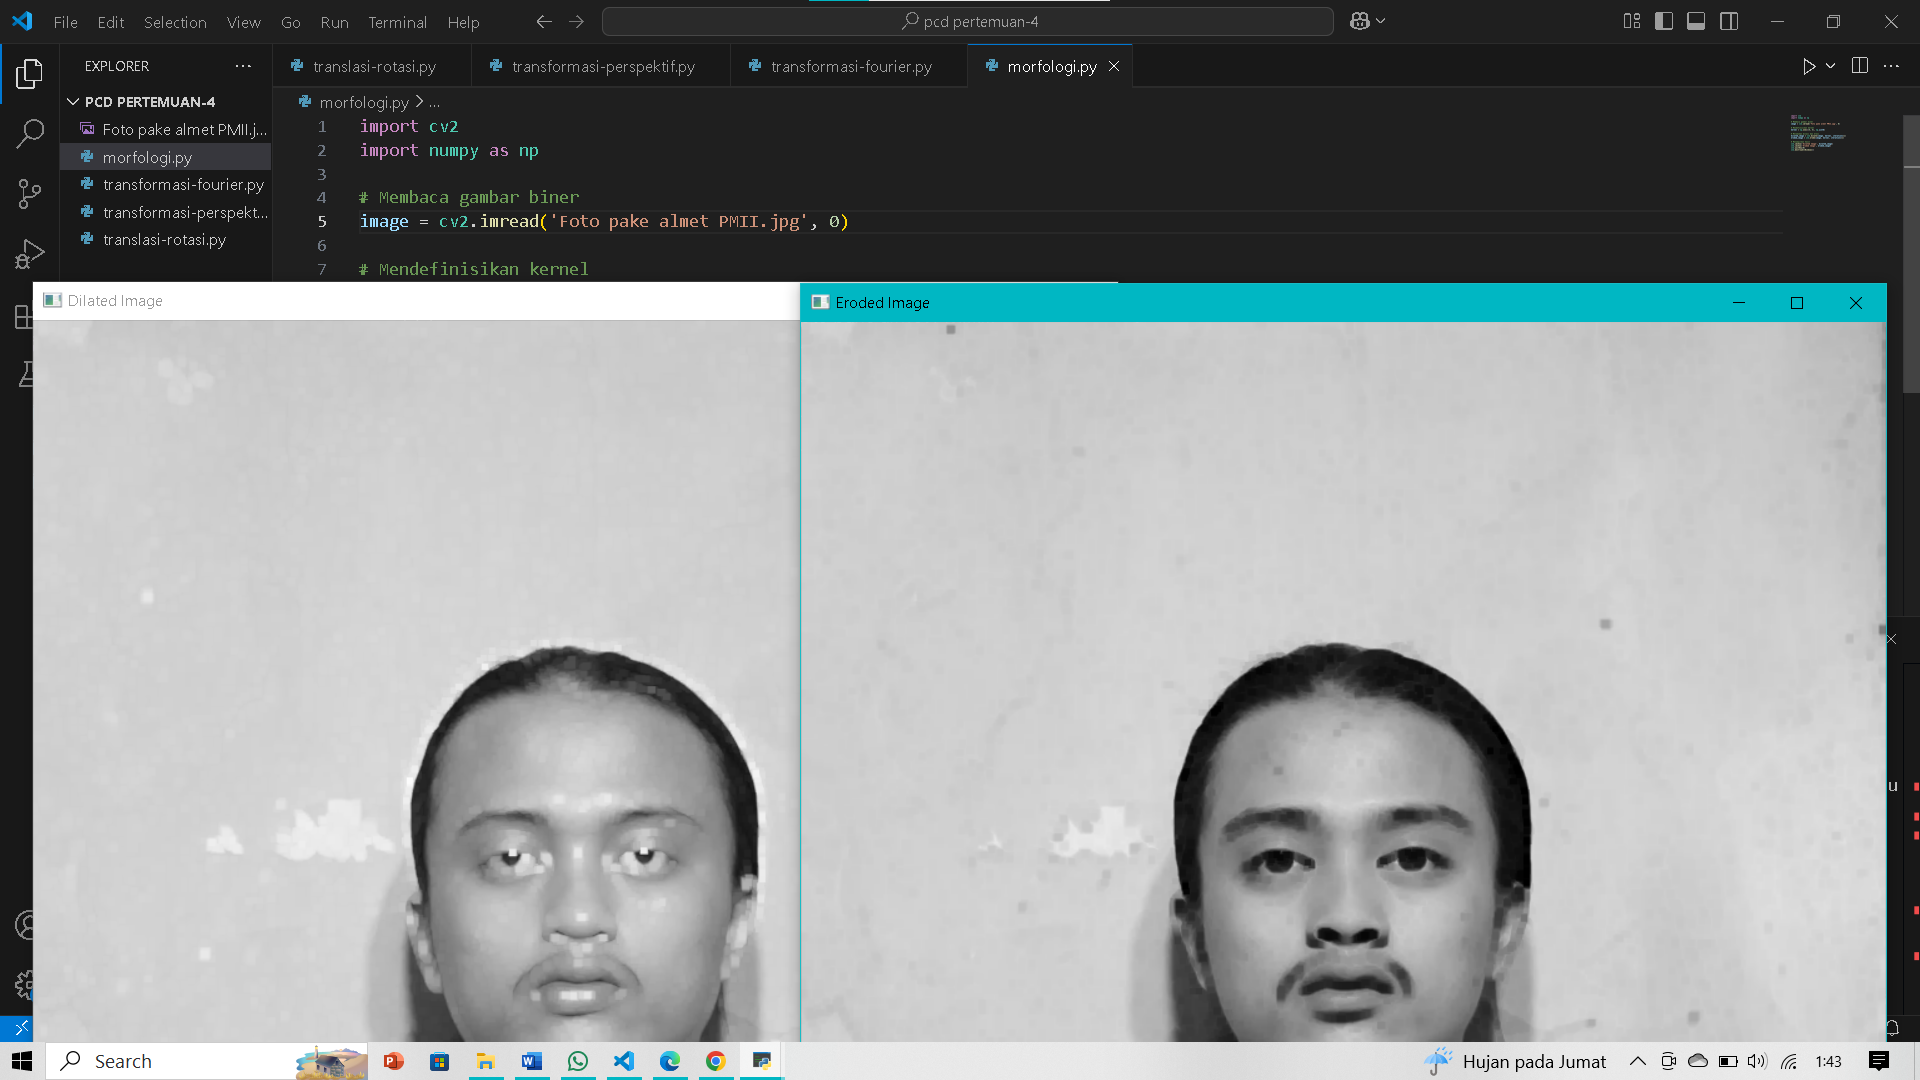 File Edit Selection View Go Run Terminal Help
pcd pertemuan-4
EXPLORER
PCD PERTEMUAN-4
Foto pake almet PMII.j...
morfologi.py
transformasi-fourier.py
transformasi-perspekt...
translasi-rotasi.py
translasi-rotasi.py transformasi-perspektif.py transformasi-fourier.py morfologi.py
morfologi.py > ...
1 import cv2
2 import numpy as np
3
4 # Membaca gambar biner
5 image = cv2.imread('Foto pake almet PMII.jpg', 0)
6
7 # Mendefinisikan kernel
Dilated Image
Eroded Image
u
Search
Hujan pada Jumat
1:43